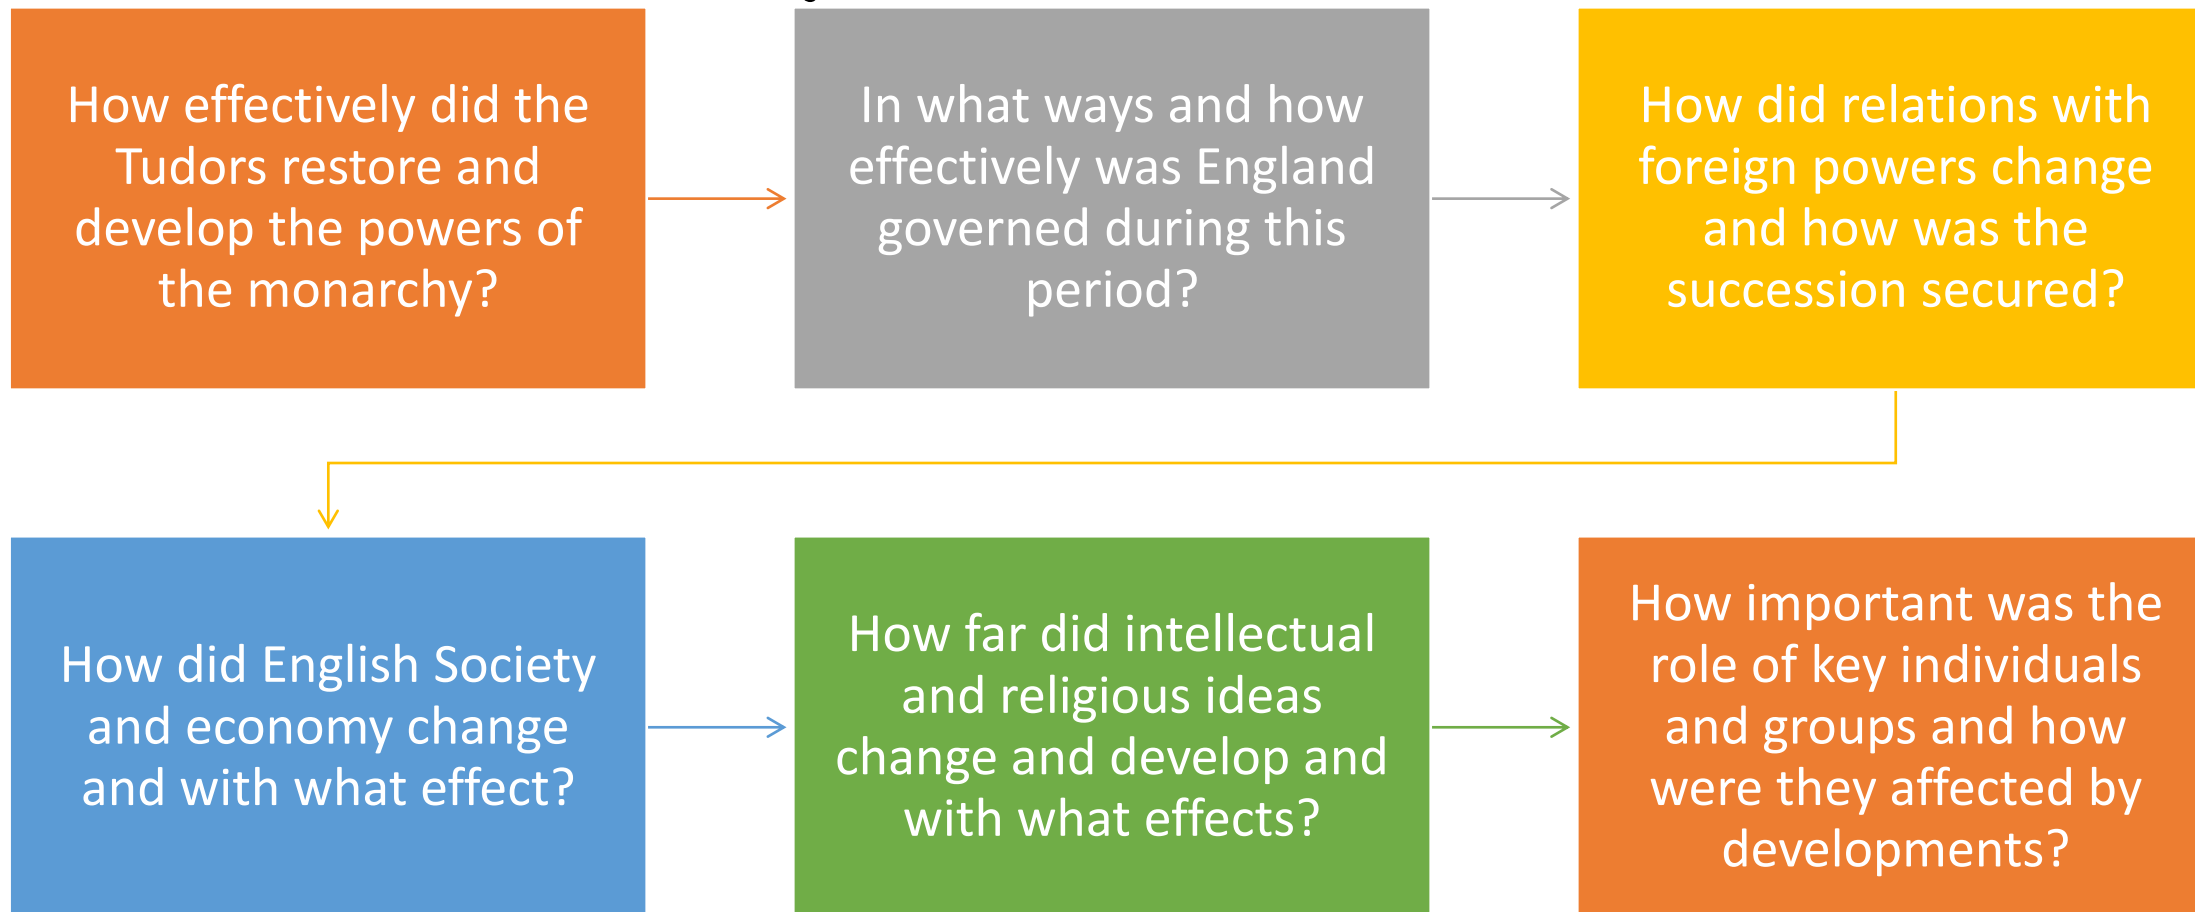 How effectively did the
Tudors restore and
develop the powers of
the monarchy?
In what ways and how
effectively was England
governed during this
period?
How did relations with
foreign powers change
and how was the
succession secured?
How did English Society
and economy change
and with what effect?
How far did intellectual
and religious ideas
change and develop and
with what effects?
How important was the
role of key individuals
and groups and how
were they affected by
developments?